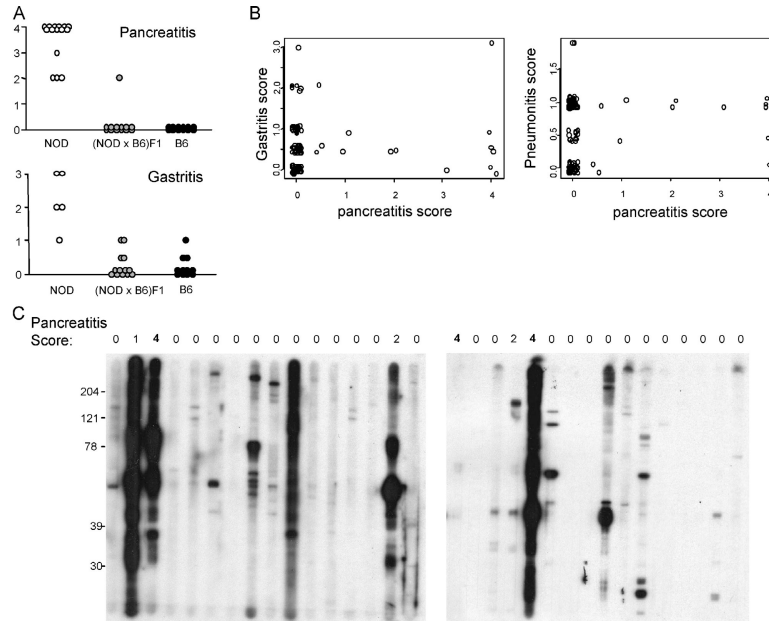 A
Pancreatitis
4
3
2
1
0
NOD
(NOD x B6)F1
B6
Gastritis
4
3
2
1
0
NOD
(NOD x B6)F1
B6
B
Gastritis score
3.0
2.0
1.0
0.0
0 1 2 3 4
pancreatitis score
Pneumonitis score
1.5
1.0
0.5
0.0
0 1 2 3 4
pancreatitis score
C
Pancreatitis
Score:
0 1 4 0 0 0 0 0 0 0 0 0 0 0 2 0
4 0 0 2 4 0 0 0 0 0 0 0 0 0 0 0
204
121
78
39
30